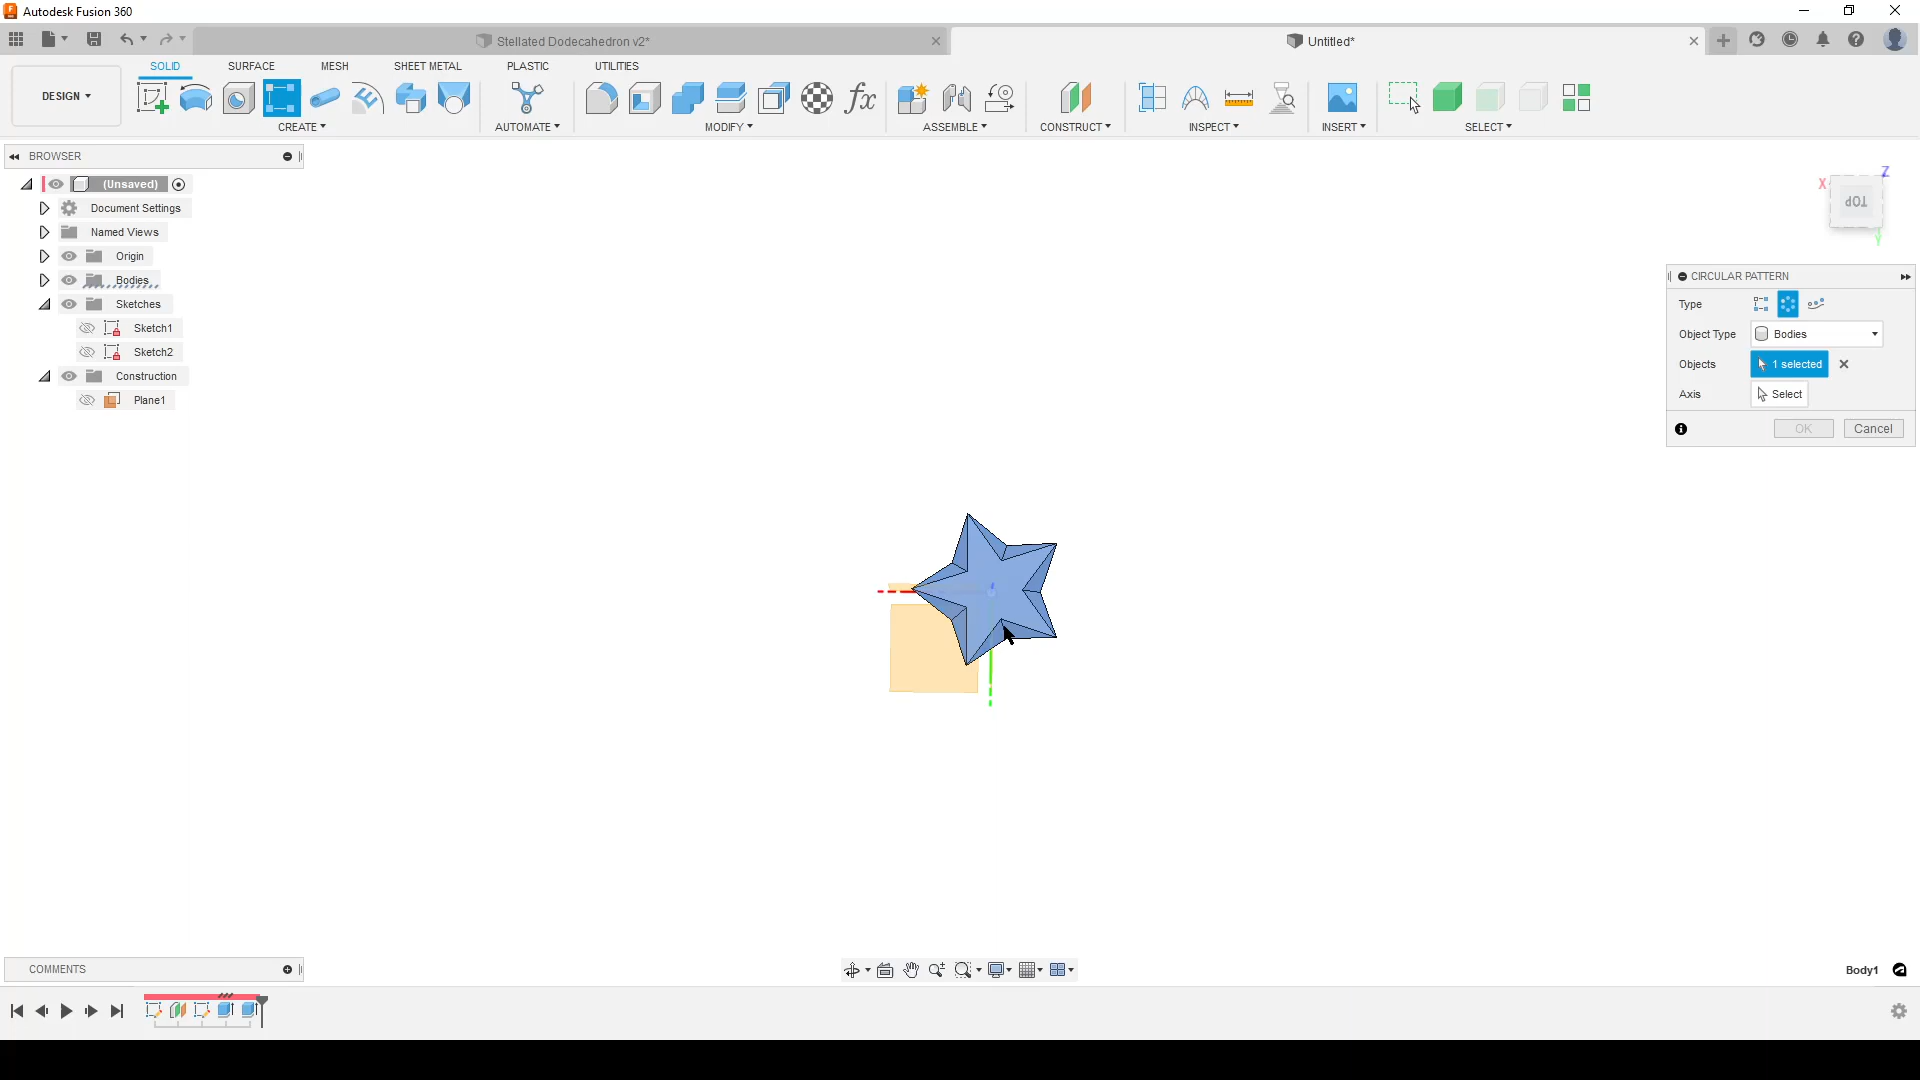 Autodesk Fusion 360
Stellated Dodecahedron v2*
Untitled*
SOLID SURFACE MESH SHEET METAL PLASTIC UTILITIES
DESIGN
CREATE AUTOMATE MODIFY ASSEMBLE CONSTRUCT INSPECT INSERT SELECT
fx
BROWSER
(Unsaved)
Document Settings
Named Views
Origin
Bodies
Sketches
Sketch1
Sketch2
Construction
Plane1
X
Z
TOP
Y
CIRCULAR PATTERN
Type
Object Type Bodies
Objects 1 selected
Axis Select
OK Cancel
COMMENTS
Body1